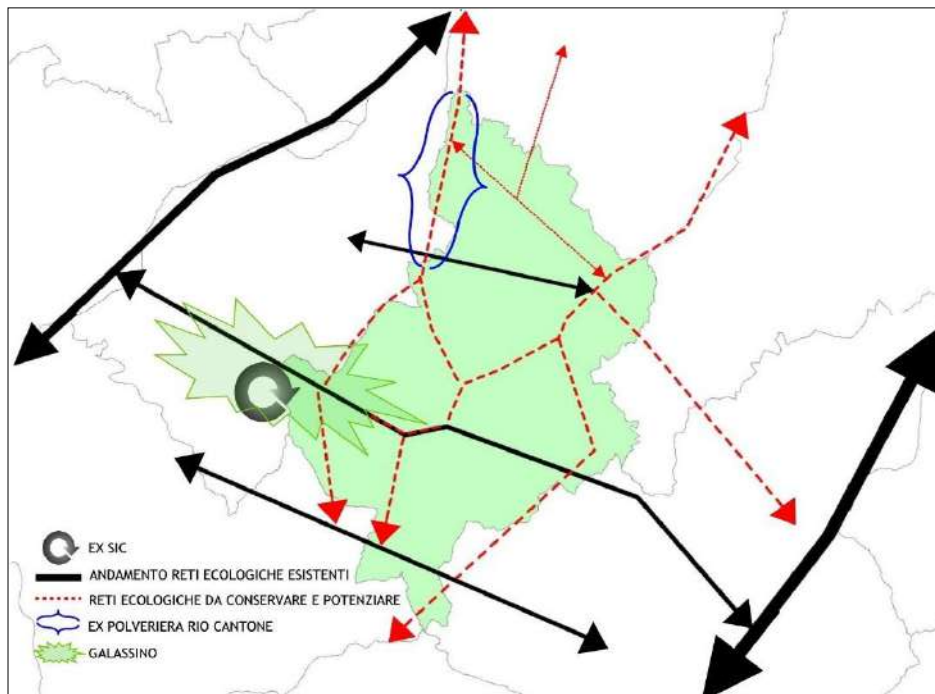 EX SIC
ANDAMENTO RETI ECOLOGICHE ESISTENTI
RETI ECOLOGICHE DA CONSERVARE E POTENZIARE
EX POLVERIERA RIO CANTONE
GALASSINO